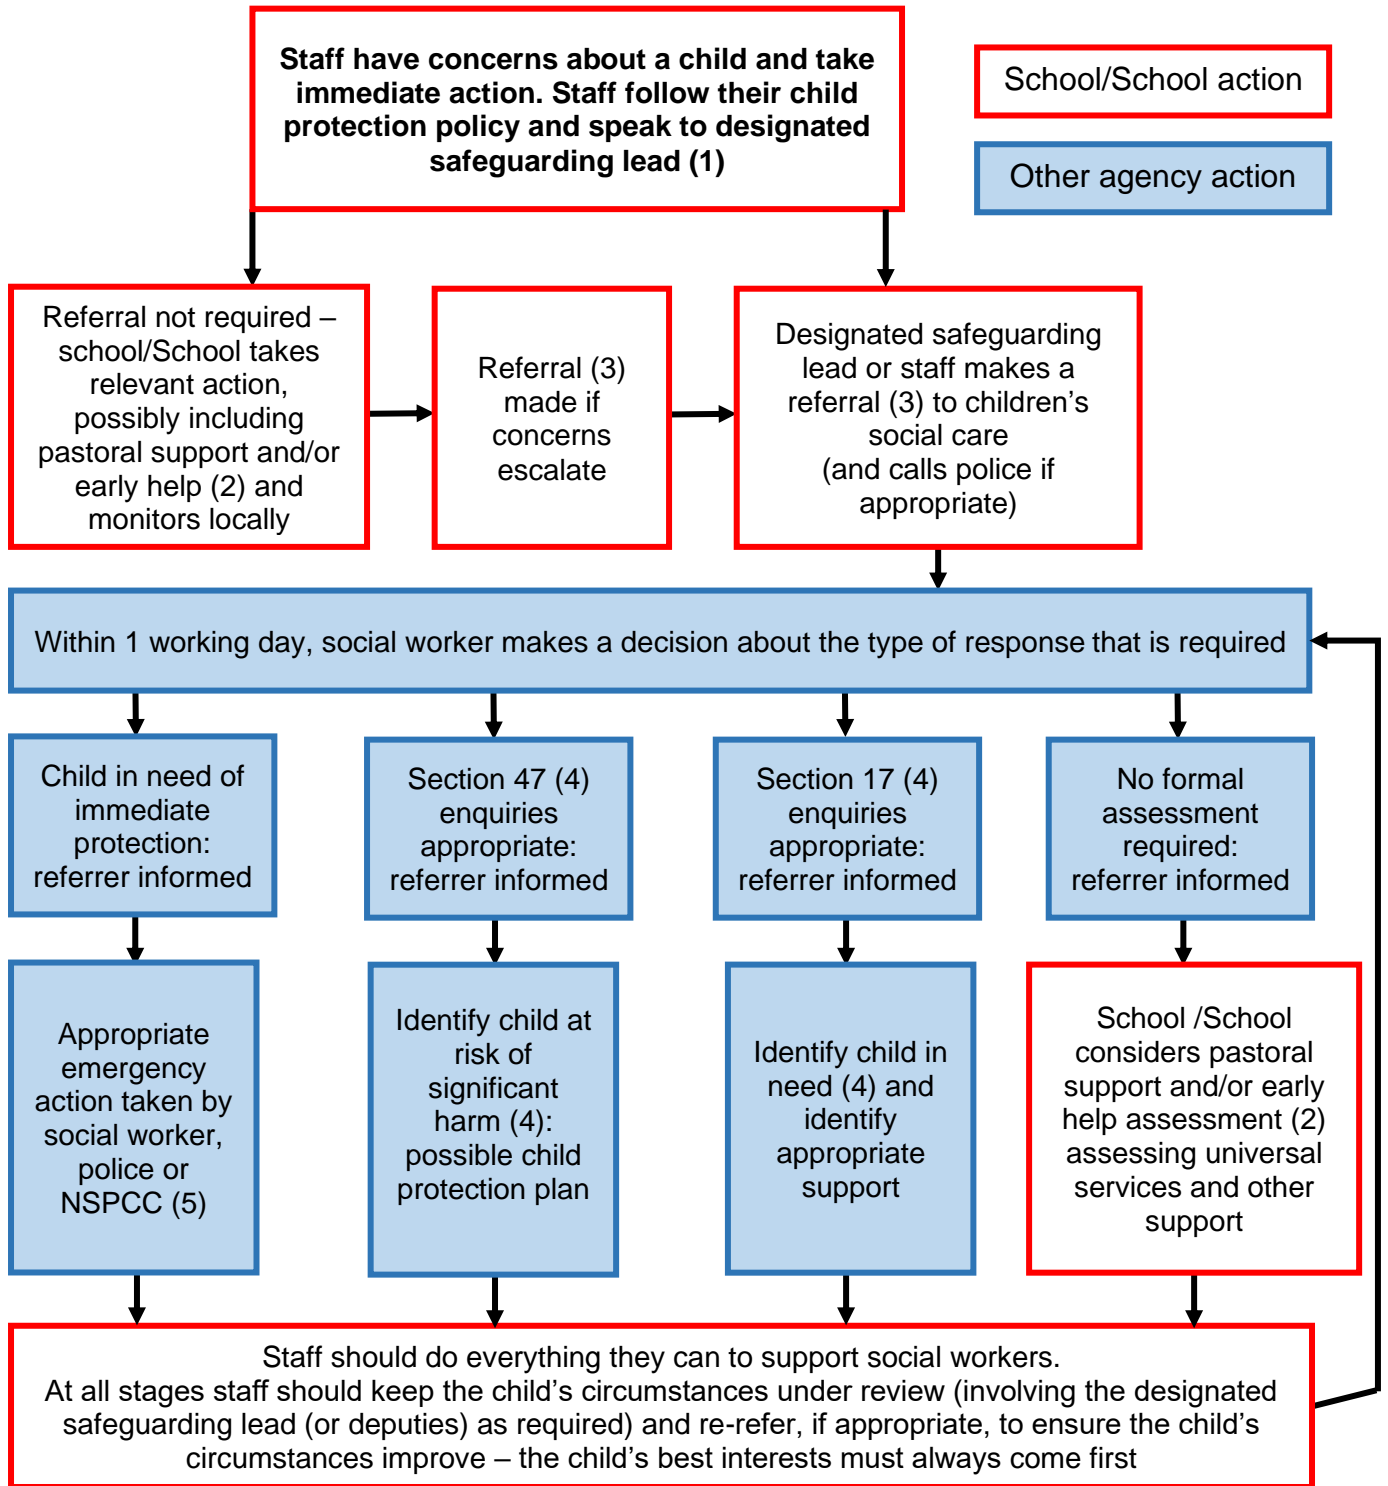 Staff have concerns about a child and take
immediate action. Staff follow their child
protection policy and speak to designated
safeguarding lead (1)
School/School action
Other agency action
Referral not required –
school/School takes
relevant action,
possibly including
pastoral support and/or
early help (2) and
monitors locally
Referral (3)
made if
concerns
escalate
Designated safeguarding
lead or staff makes a
referral (3) to children’s
social care
(and calls police if
appropriate)
Within 1 working day, social worker makes a decision about the type of response that is required
Child in need of
immediate
protection:
referrer informed
Section 47 (4)
enquiries
appropriate:
referrer informed
Section 17 (4)
enquiries
appropriate:
referrer informed
No formal
assessment
required:
referrer informed
Appropriate
emergency
action taken by
social worker,
police or
NSPCC (5)
Identify child at
risk of
significant
harm (4):
possible child
protection plan
Identify child in
need (4) and
identify
appropriate
support
School /School
considers pastoral
support and/or early
help assessment (2)
assessing universal
services and other
support
Staff should do everything they can to support social workers.
At all stages staff should keep the child’s circumstances under review (involving the designated
safeguarding lead (or deputies) as required) and re-refer, if appropriate, to ensure the child’s
circumstances improve – the child’s best interests must always come first